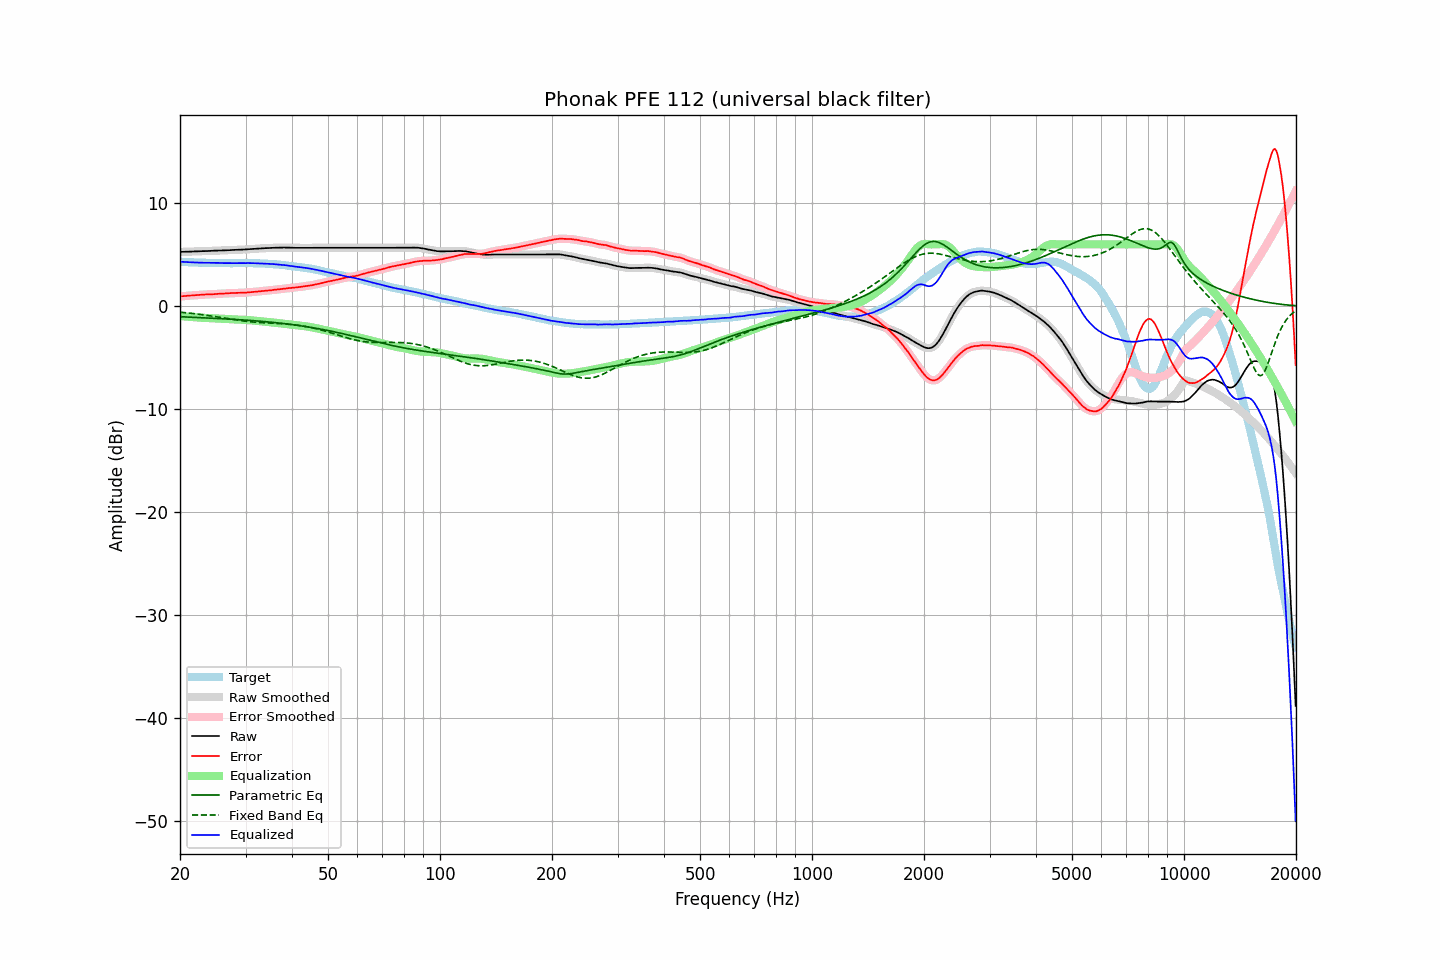 Phonak PFE 112 (universal black filter)
Amplitude (dBr)
10
0
−10
−20
−30
−40
−50
Target
Raw Smoothed
Error Smoothed
Raw
Error
Equalization
Parametric Eq
Fixed Band Eq
Equalized
20 50 100 200 500 1000 2000 5000 10000 20000
Frequency (Hz)